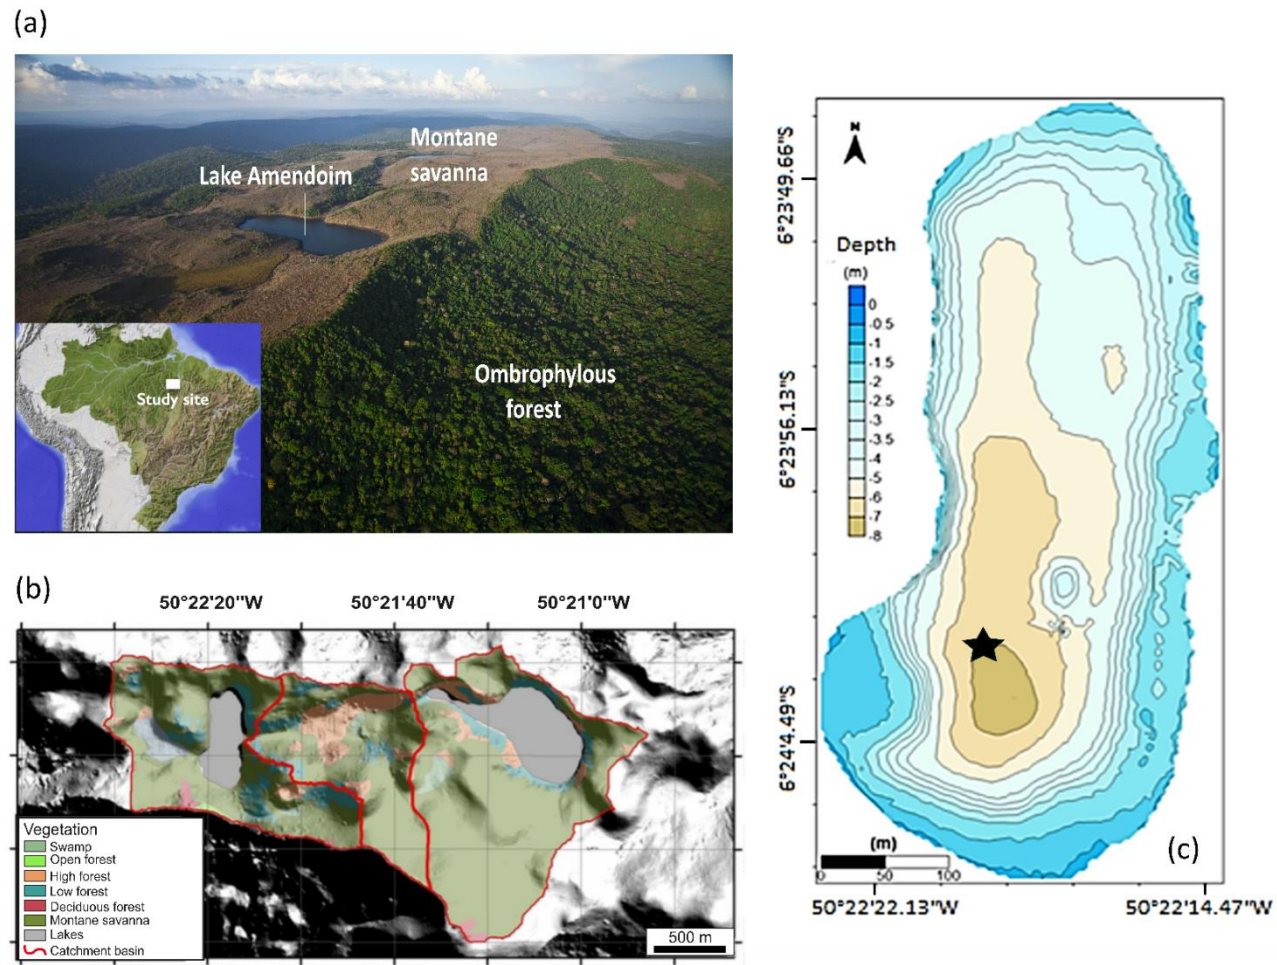 (a)
Montane
savanna
Lake Amendoim
Ombrophylous
forest
Study site
(b)
50°22'20"W
50°21'40"W
50°21'0"W
Vegetation
Swamp
Open forest
High forest
Low forest
Deciduous forest
Montane savanna
Lakes
Catchment basin
500 m
N
6°23'49.66"S
6°23'56.13"S
6°24'4.49"S
Depth
(m)
0
-0.5
-1.5
-2
-2.5
-3.5
-4
-5
-6
-7
-8
(m)
0
50
100
(c)
50°22'22.13"W
50°22'14.47"W